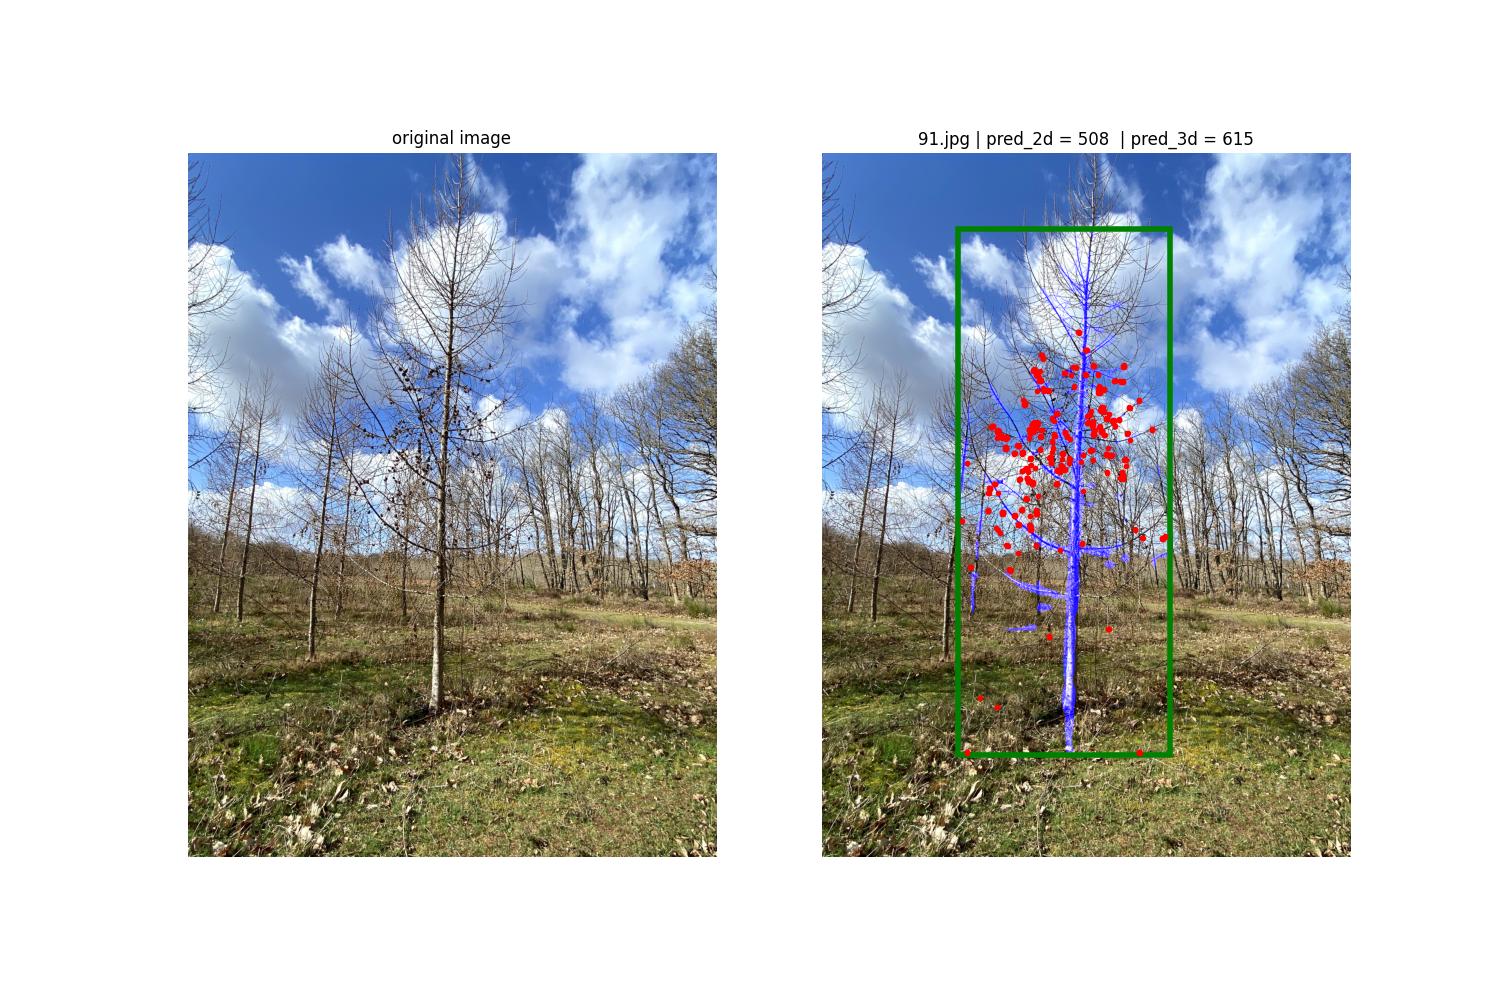 original image
91.jpg | pred_2d = 508 | pred_3d = 615